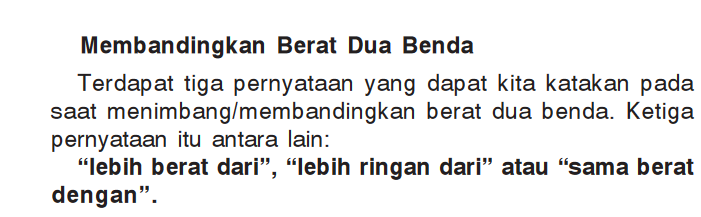 Membandingkan Berat Dua Benda
Terdapat tiga pernyataan yang dapat kita katakan pada
saat menimbang/membandingkan berat dua benda. Ketiga
pernyataan itu antara lain:
“lebih berat dari”, “lebih ringan dari” atau “sama berat
dengan”.